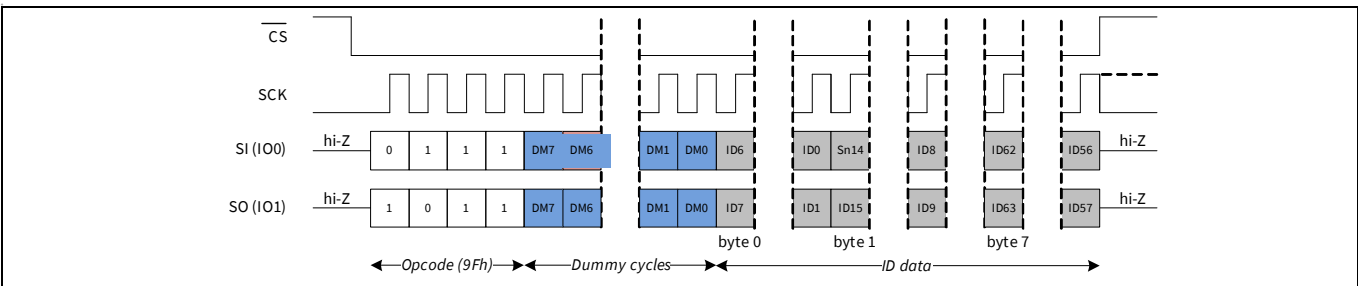 CS
SCK
SI (IO0) hi-Z 0 1 1 1 DM7 DM6 DM1 DM0 ID6 ID0 Sn14 ID8 ID62 ID56 hi-Z
SO (IO1) hi-Z 1 0 1 1 DM7 DM6 DM1 DM0 ID7 ID1 ID15 ID9 ID63 ID57 hi-Z
byte 0 byte 1 byte 7
Opcode (9Fh) Dummy cycles ID data